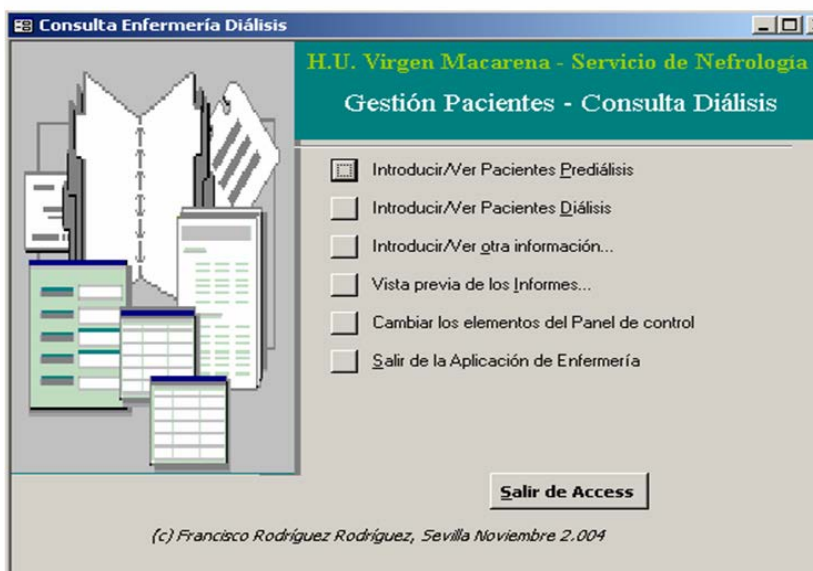 Consulta Enfermería Diálisis
H.U. Virgen Macarena - Servicio de Nefrología
Gestión Pacientes - Consulta Diálisis
Introducir/Ver Pacientes Prediálisis
Introducir/Ver Pacientes Diálisis
Introducir/Ver otra información...
Vista previa de los Informes...
Cambiar los elementos del Panel de control
Salir de la Aplicación de Enfermería
Salir de Access
(c) Francisco Rodríguez Rodríguez, Sevilla Noviembre 2.004